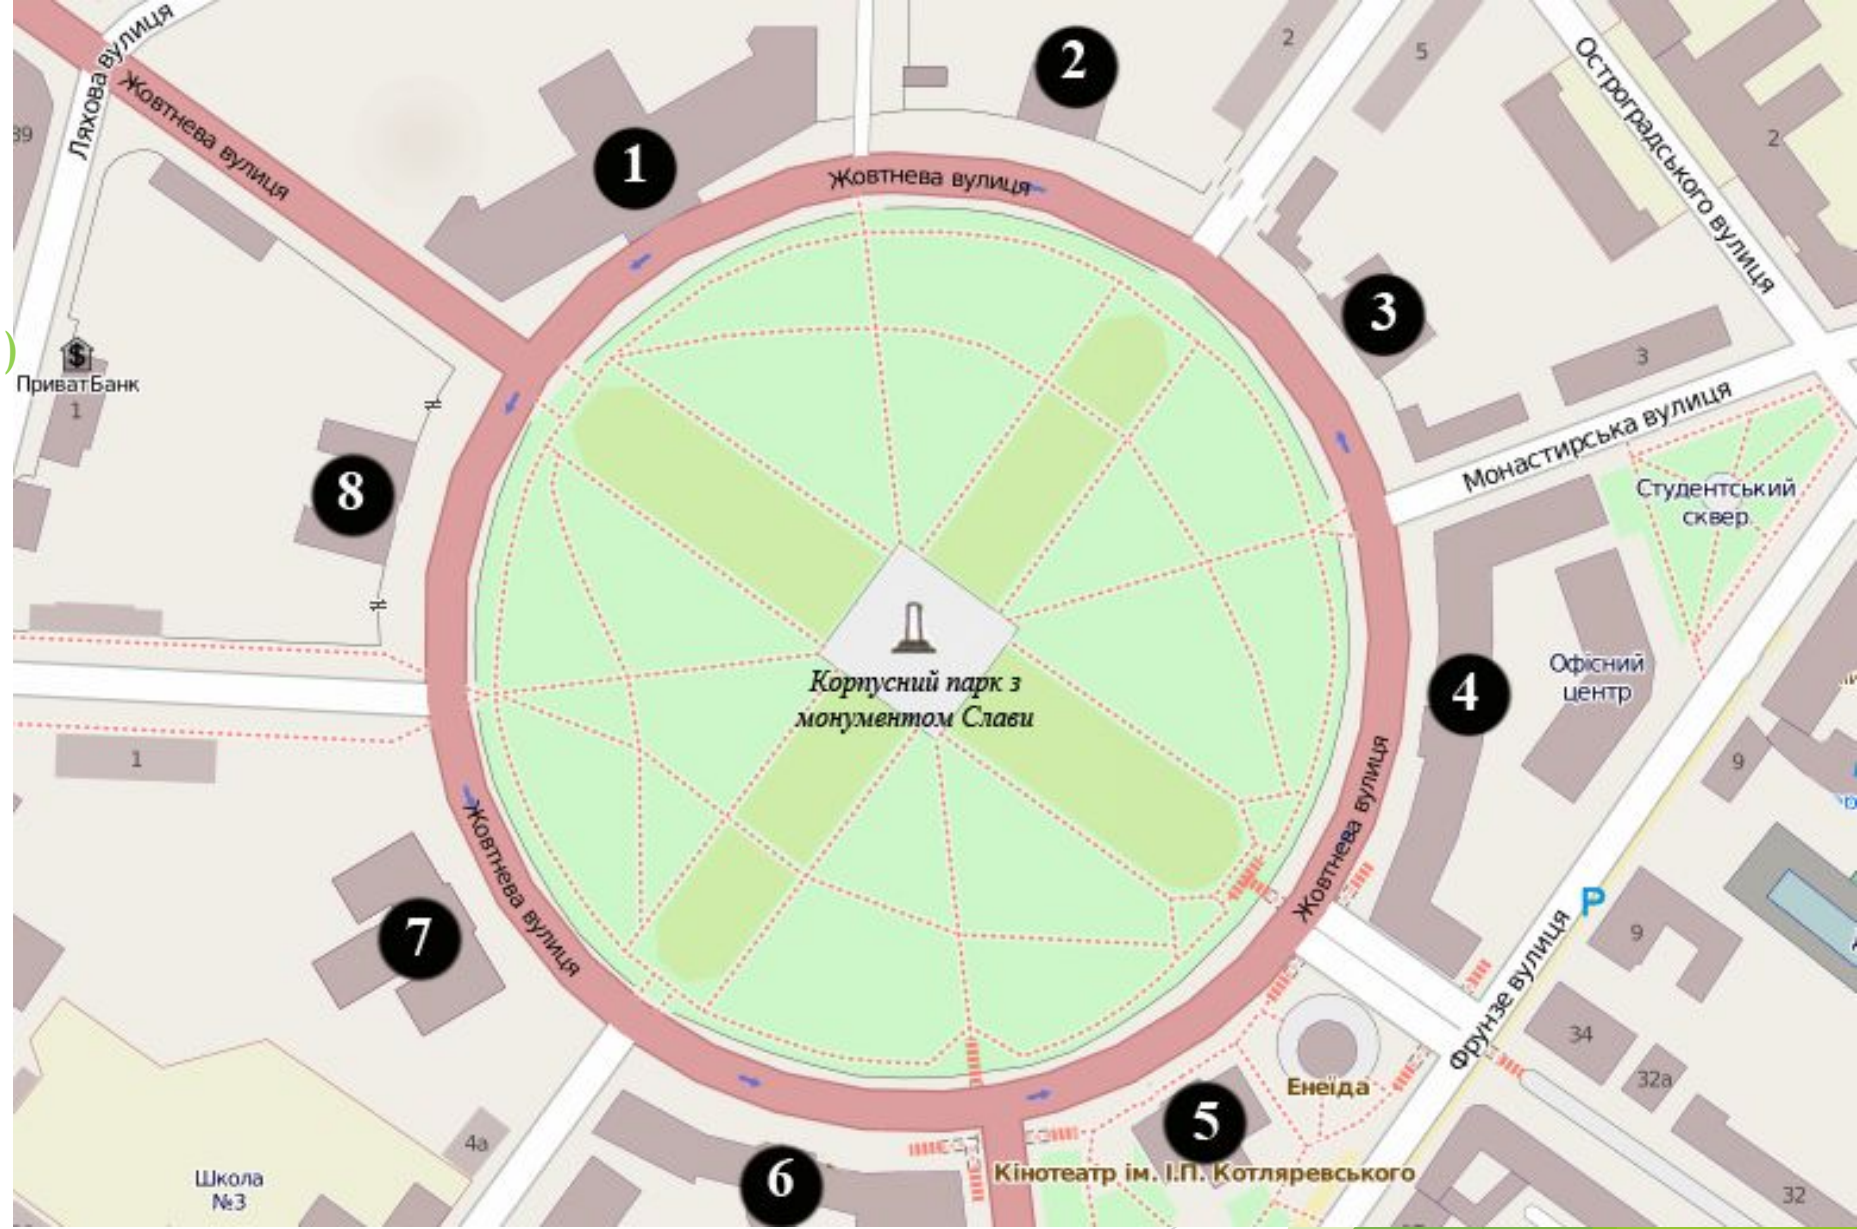 Ляхова вулиця
Жовтнева вулиця
39
1
2
2
5
Остроградського вулиця
2
Жовтнева вулиця
3
3
Монастирська вулиця
)
$
ПриватБанк
1
8
Студентський
сквер
Корпусний парк з
монументом Слави
4
Офісний
центр
9
1
Жовтнева вулиця
Жовтнева вулиця
7
P
9
Фрунзе вулиця
34
32а
Енеїда
5
Кінотеатр ім. І.П. Котляревського
6
4а
Школа
№3
32